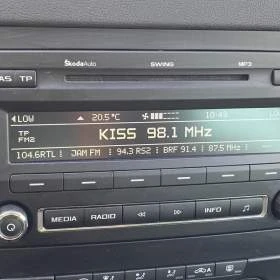 ŠkodaAuto SWING MP3
AS TP
LOW 20.5 °C 10:43 LOW
TP
FM2
KISS 98.1 MHz
104.6RTL JAM FM 94.3 RS2 BRF 91.4 87.5 MHz
MEDIA RADIO INFO